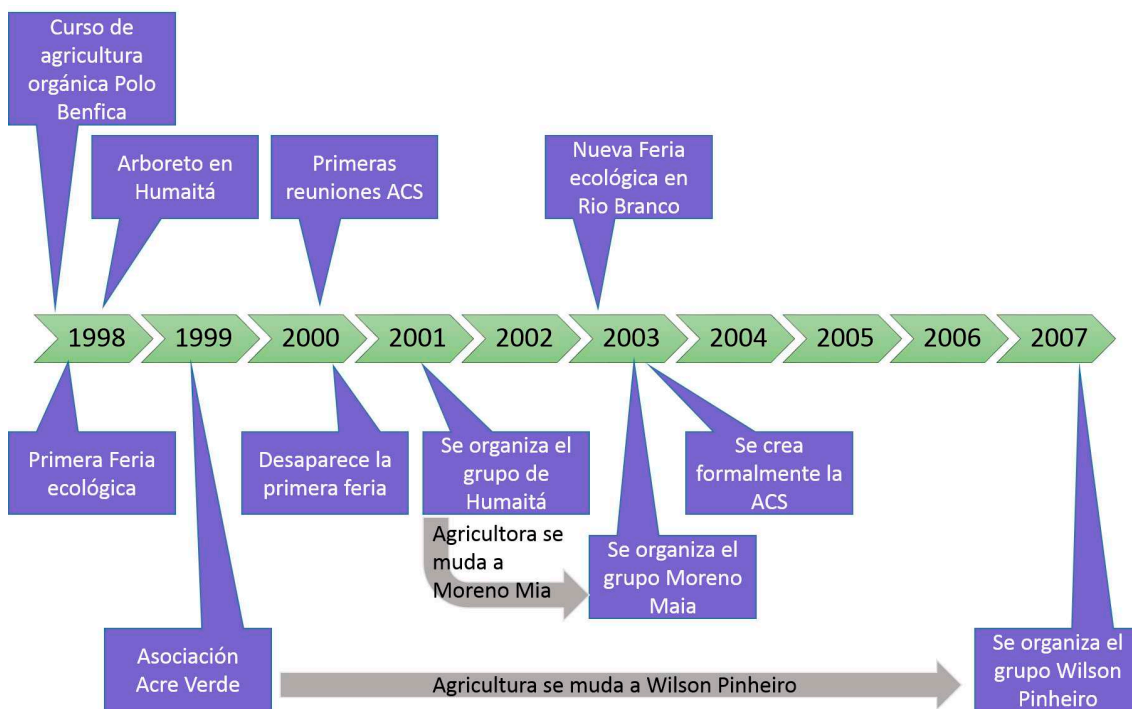 Curso de
agricultura
orgánica Polo
Benfica
Arboreto en
Humaitá
Primeras
reuniones ACS
Nueva Feria
ecológica en
Rio Branco
1998
1999
2000
2001
2002
2003
2004
2005
2006
2007
Primera Feria
ecológica
Desaparece la
primera feria
Se organiza el
grupo de
Humaitá
Se crea
formalmente la
ACS
Agricultora se
muda a
Moreno Mia
Se organiza el
grupo Moreno
Maia
Asociación
Acre Verde
Agricultura se muda a Wilson Pinheiro
Se organiza el
grupo Wilson
Pinheiro